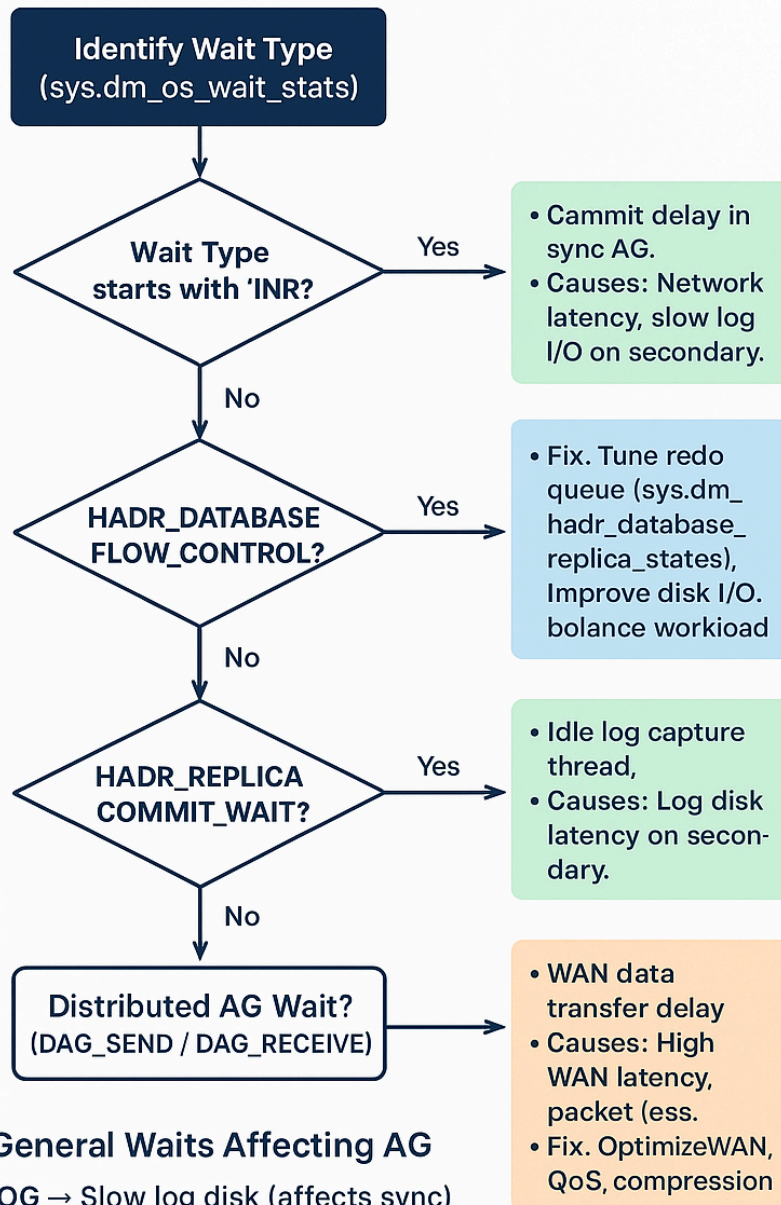 Identify Wait Type
(sys.dm_os_wait_stats)
Wait Type
starts with ‘INR?
Yes
• Cammit delay in
sync AG.
• Causes: Network
latency, slow log
I/O on secondary.
No
HADR_DATABASE
FLOW_CONTROL?
Yes
• Fix. Tune redo
queue (sys.dm_
hadr_database_
replica_states),
Improve disk I/O.
bolance workioad
No
HADR_REPLICA
COMMIT_WAIT?
Yes
• Idle log capture
thread,
• Causes: Log disk
latency on secon-
dary.
No
Distributed AG Wait?
(DAG_SEND / DAG_RECEIVE)
• WAN data
transfer delay
• Causes: High
WAN latency,
packet (ess.
• Fix. OptimizeWAN,
QoS, compression
General Waits Affecting AG
OG → Slow log disk (affects sync)